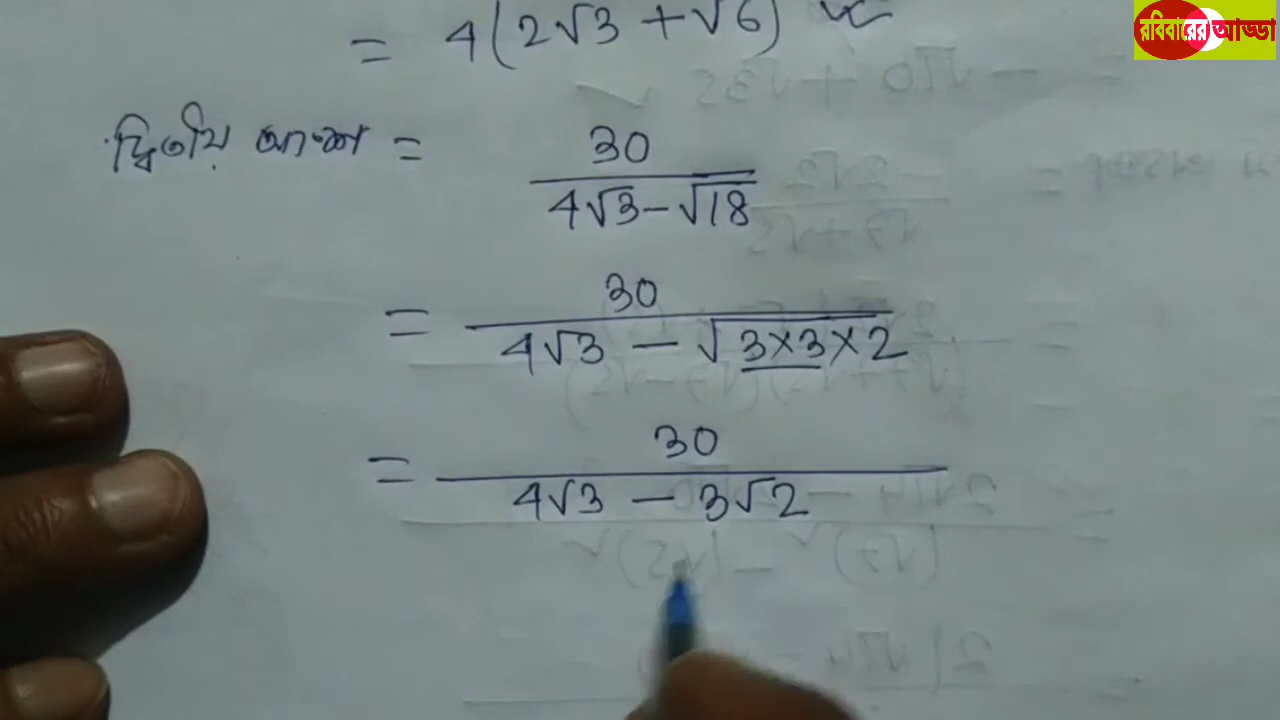 রবিবারের আড্ডা
= 4(2√3 + √6)
দ্বিতীয় অংশ = 30 / (4√3 - √18)
= 30 / (4√3 - √(3×3×2))
= 30 / (4√3 - 3√2)